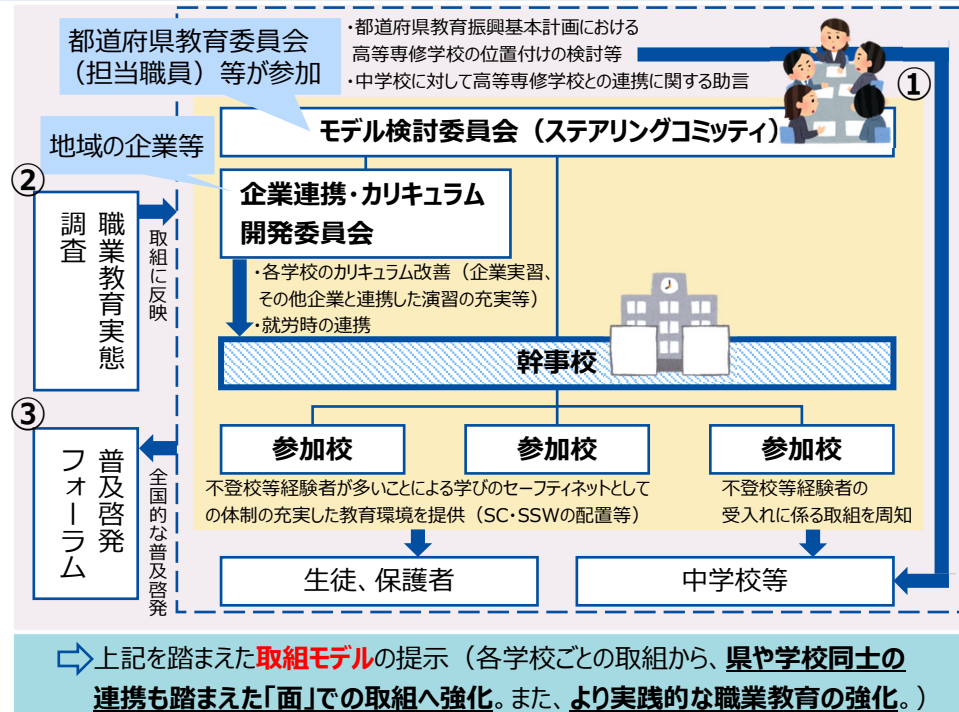 都道府県教育委員会
（担当職員）等が参加
・都道府県教育振興基本計画における
高等専修学校の位置付けの検討等
・中学校に対して高等専修学校との連携に関する助言
①
モデル検討委員会（ステアリングコミッティ）
地域の企業等
企業連携・カリキュラム
開発委員会
②
職業教育実態
調査
取組に反映
・各学校のカリキュラム改善（企業実習、
その他企業と連携した演習の充実等）
・就労時の連携
幹事校
③
普及啓発
フォーラム
全国的な普及啓発
参加校
参加校
参加校
不登校等経験者が多いことによる学びのセーフティネットとして
の体制の充実した教育環境を提供（SC・SSWの配置等）
不登校等経験者の
受入れに係る取組を周知
生徒、保護者
中学校等
上記を踏まえた取組モデルの提示（各学校ごとの取組から、県や学校同士の
連携も踏まえた「面」での取組へ強化。また、より実践的な職業教育の強化。）